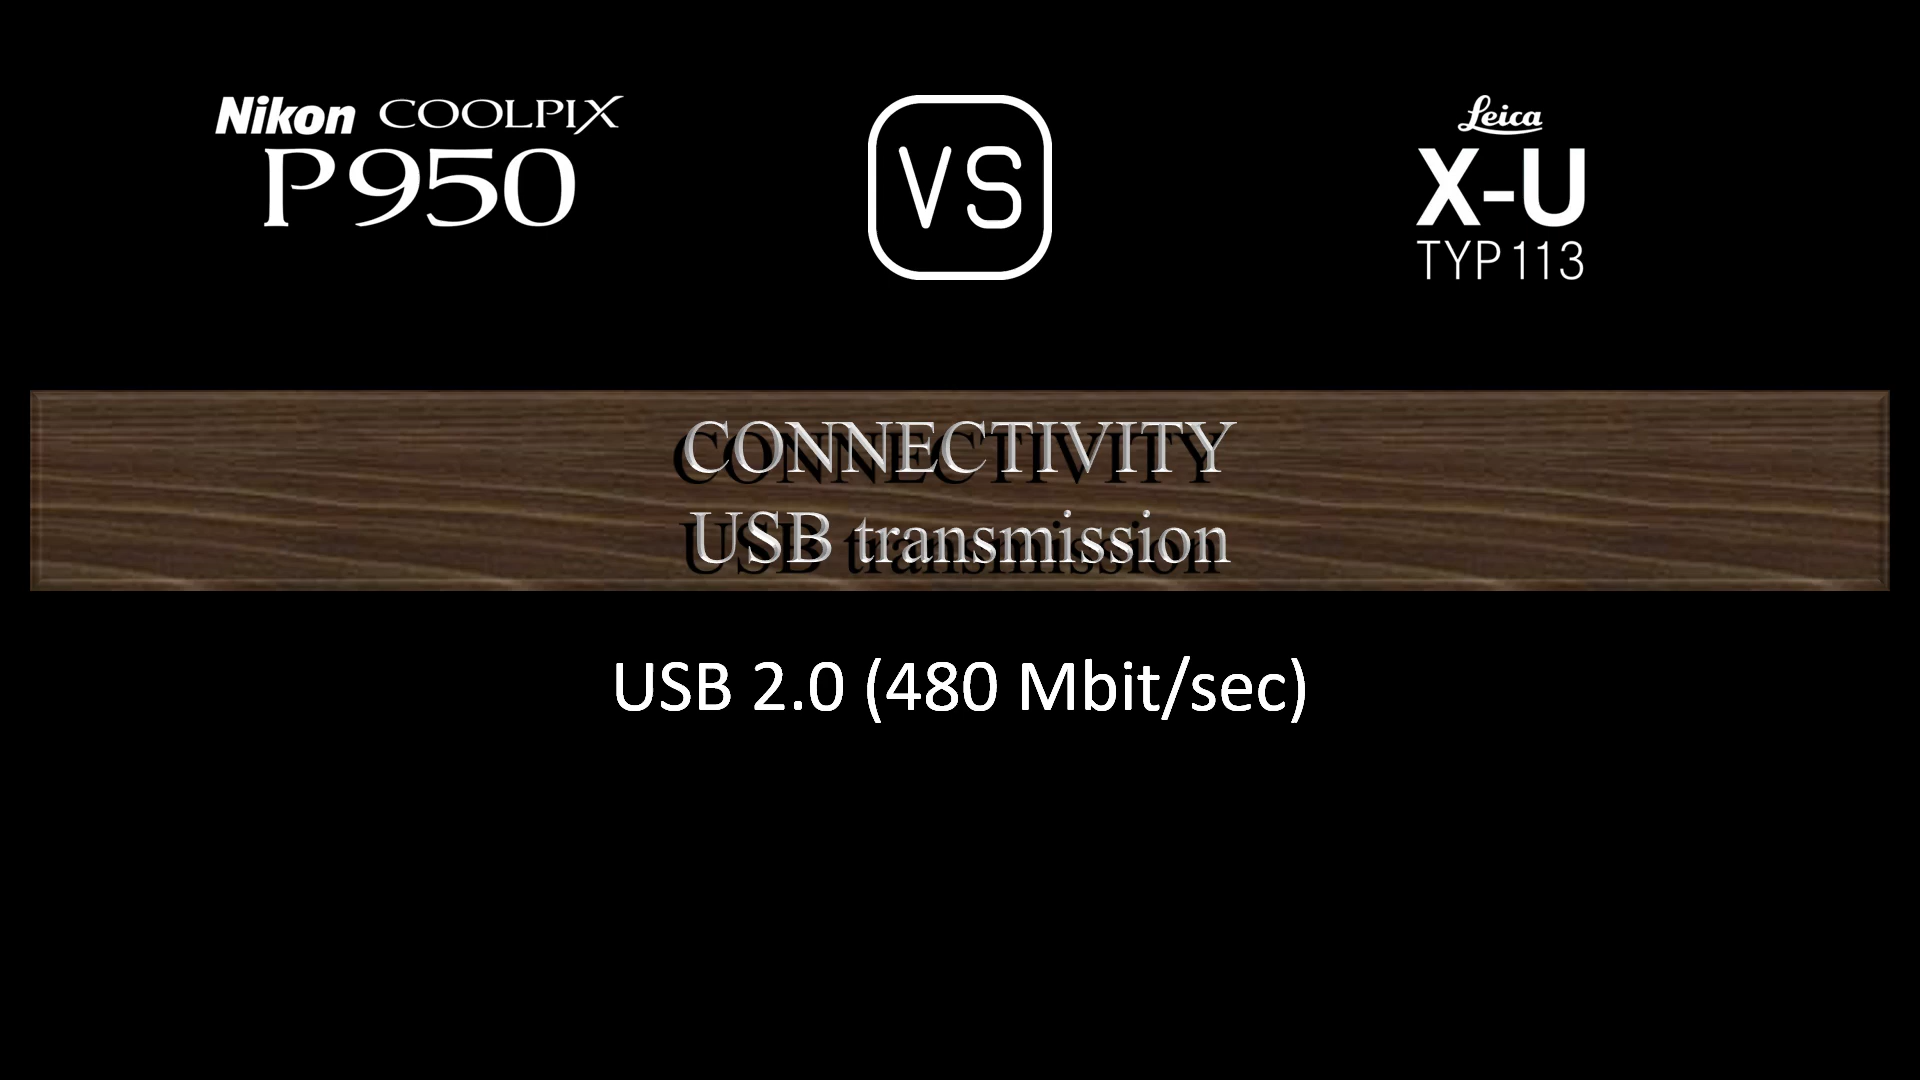 Nikon COOLPIX
P950
VS
Leica
X-U
TYP 113
CONNECTIVITY
USB transmission
USB 2.0 (480 Mbit/sec)